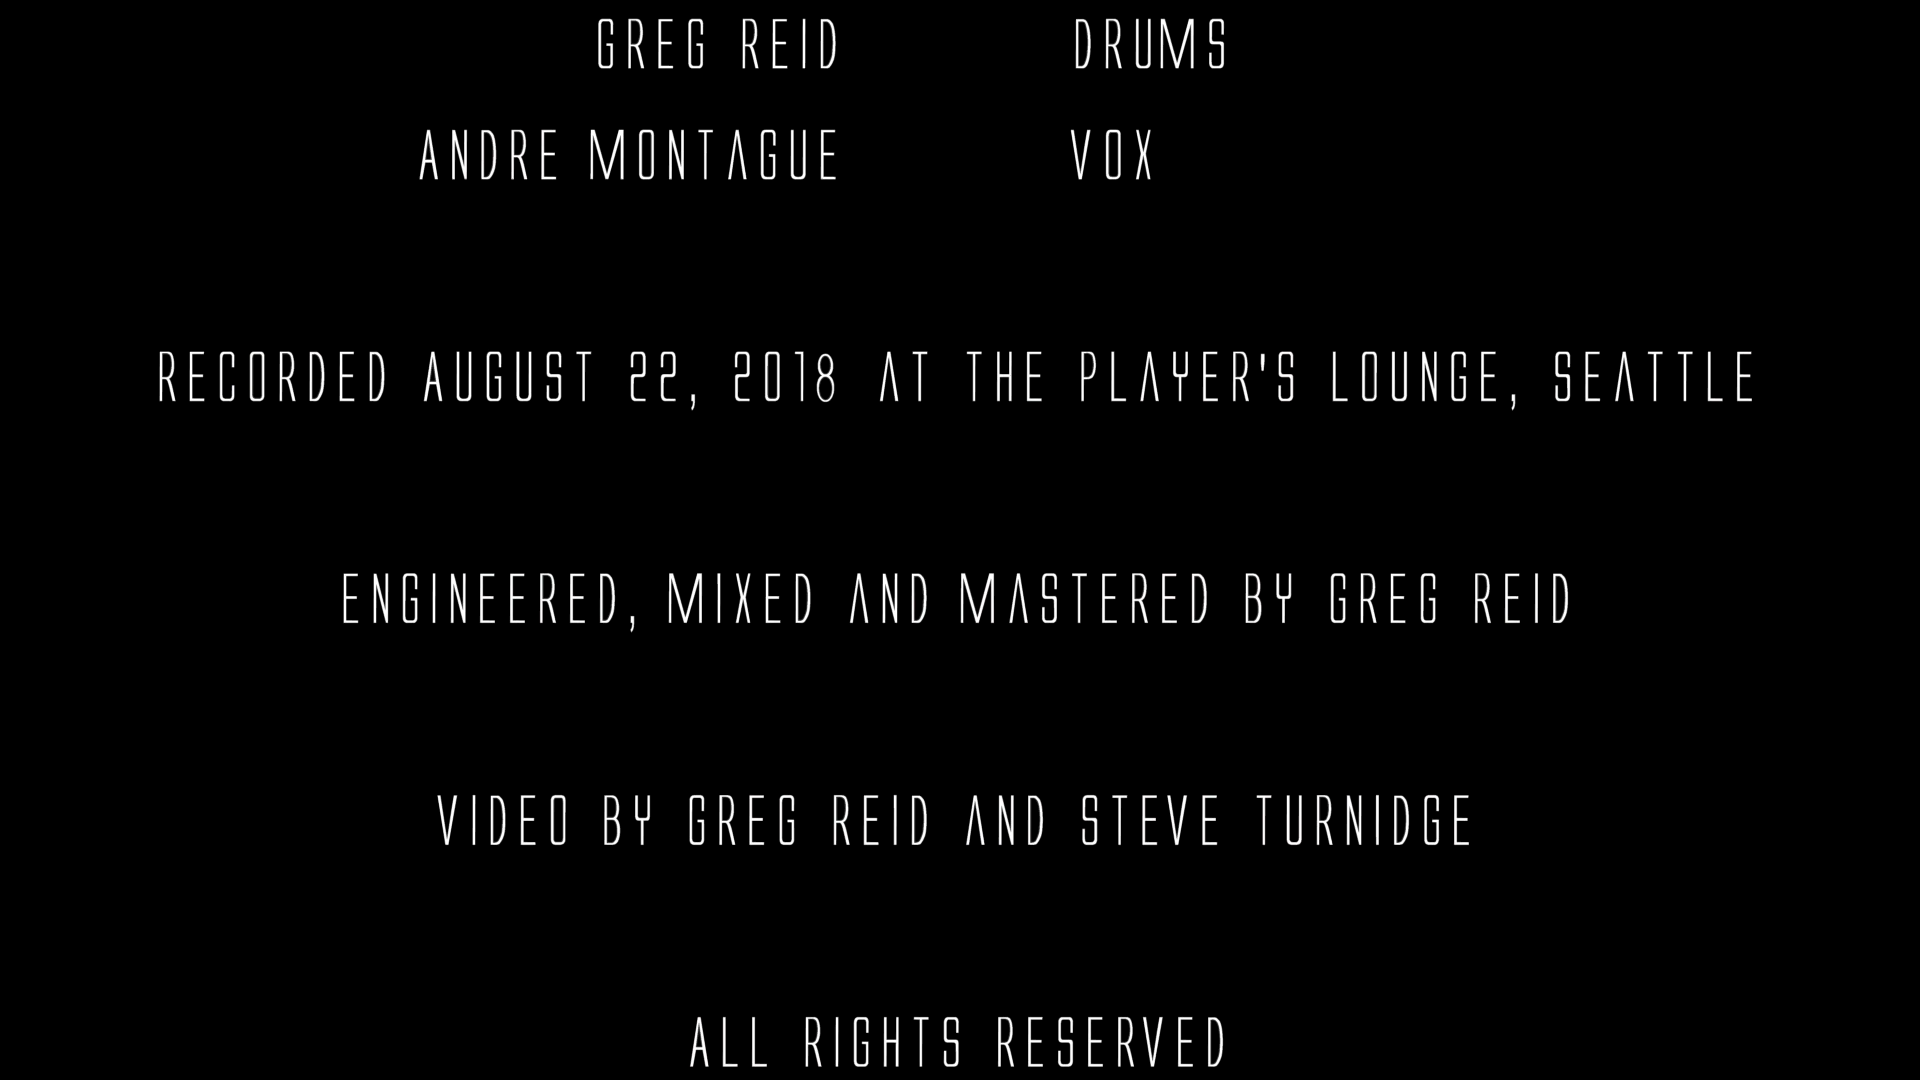 GREG REID DRUMS
ANDRE MONTAGUE VOX
RECORDED AUGUST 22, 2018 AT THE PLAYER'S LOUNGE, SEATTLE
ENGINEERED, MIXED AND MASTERED BY GREG REID
VIDEO BY GREG REID AND STEVE TURNIDGE
ALL RIGHTS RESERVED